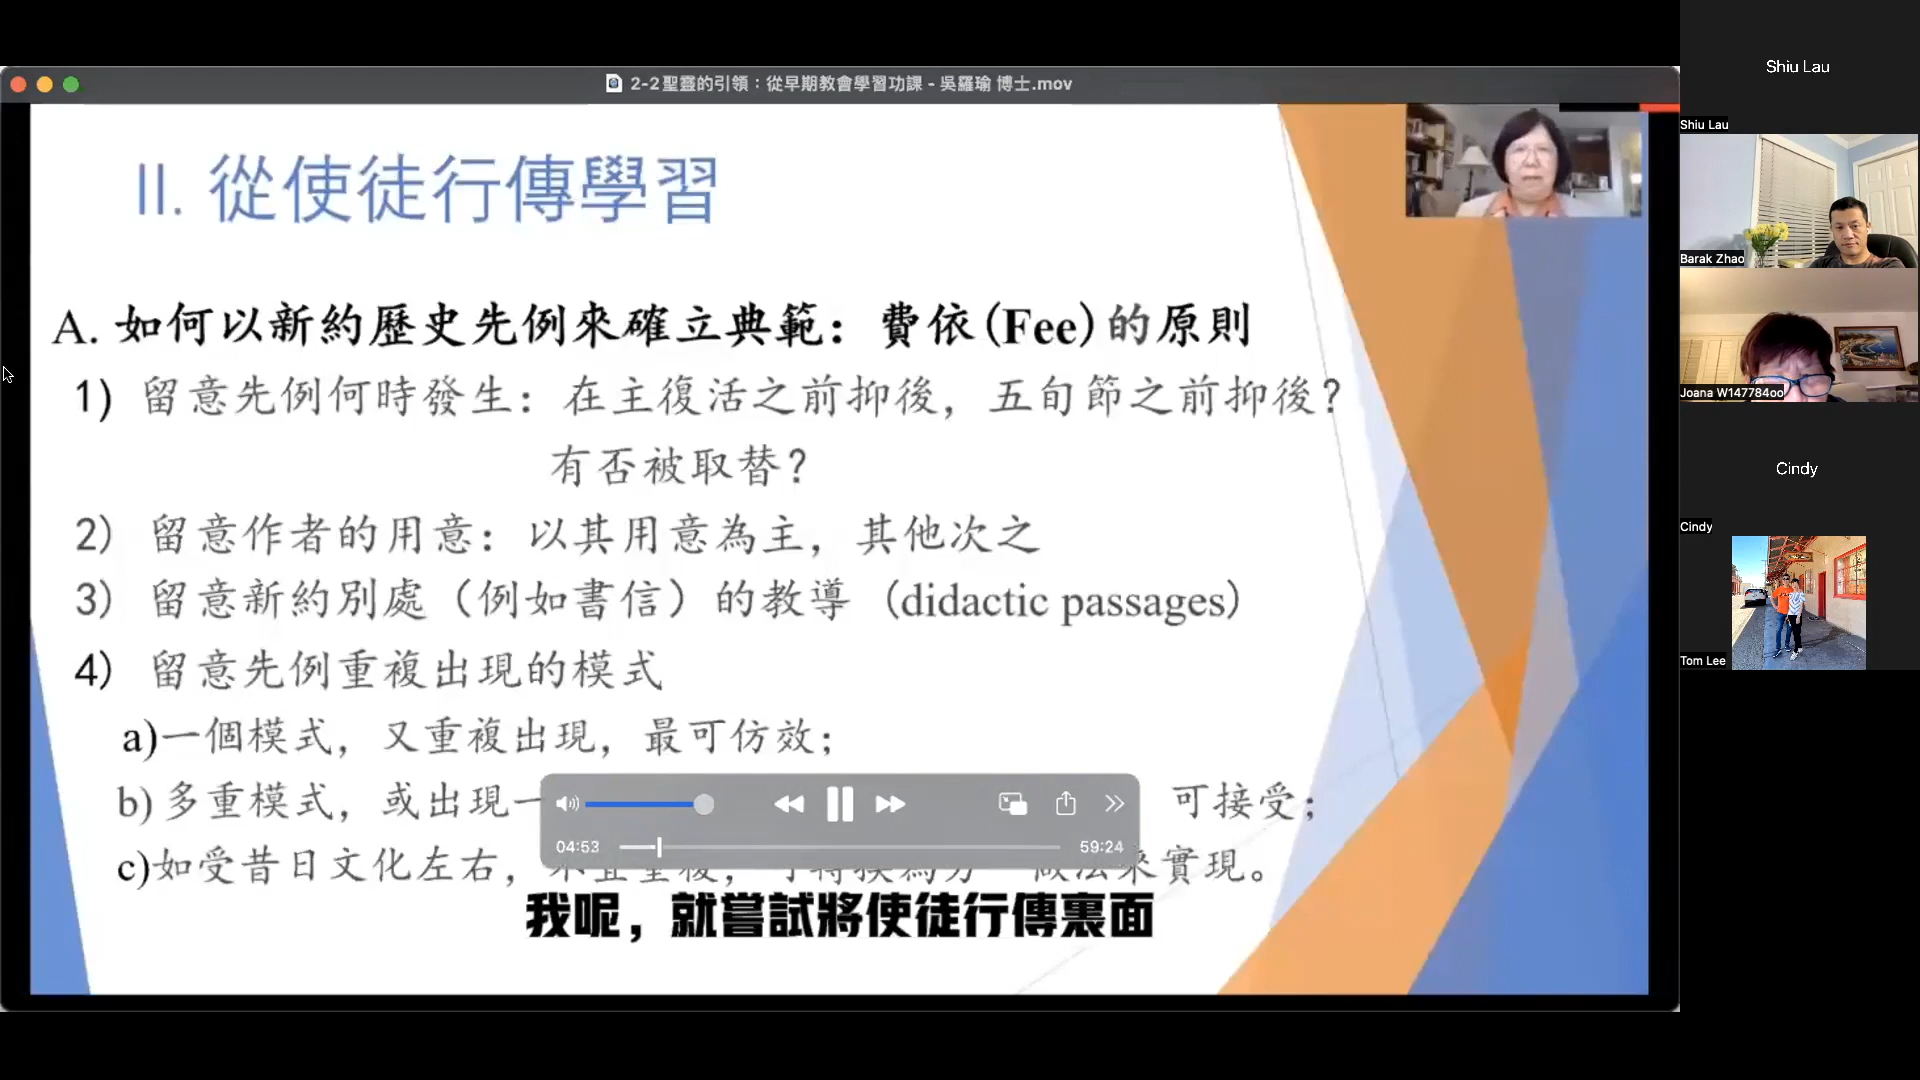 2-2聖靈的引領：從早期教會學習功課 - 吳羅瑜 博士.mov
II. 從使徒行傳學習
A. 如何以新約歷史先例來確立典範：費依(Fee)的原則
1) 留意先例何時發生：在主復活之前抑後，五旬節之前抑後？
有否被取替？
2) 留意作者的用意：以其用意為主，其他次之
3) 留意新約別處（例如書信）的教導 (didactic passages)
4) 留意先例重複出現的模式
a)一個模式，又重複出現，最可仿效；
b) 多重模式，或出現一 可接受；
c)如受昔日文化左右， 來實現。
04:53
59:24
我呢，就嘗試將使徒行傳裏面
Shiu Lau
Shiu Lau
Barak Zhao
Joana W147784oo
Cindy
Cindy
Tom Lee